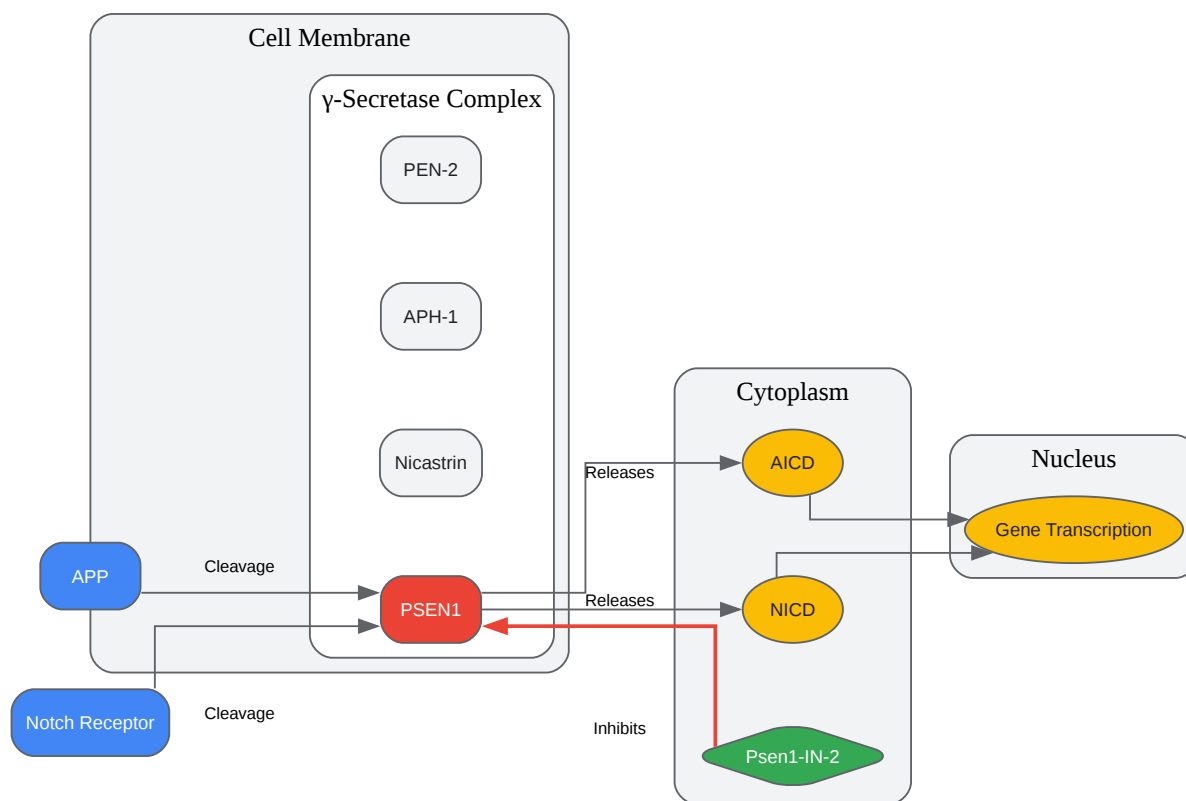 Cell Membrane
γ-Secretase Complex
PEN-2
APH-1
Cytoplasm
Nicastrin
Releases
AICD
Nucleus
Gene Transcription
APP
Cleavage
PSEN1
Releases
NICD
Notch Receptor
Cleavage
Inhibits
Psen1-IN-2